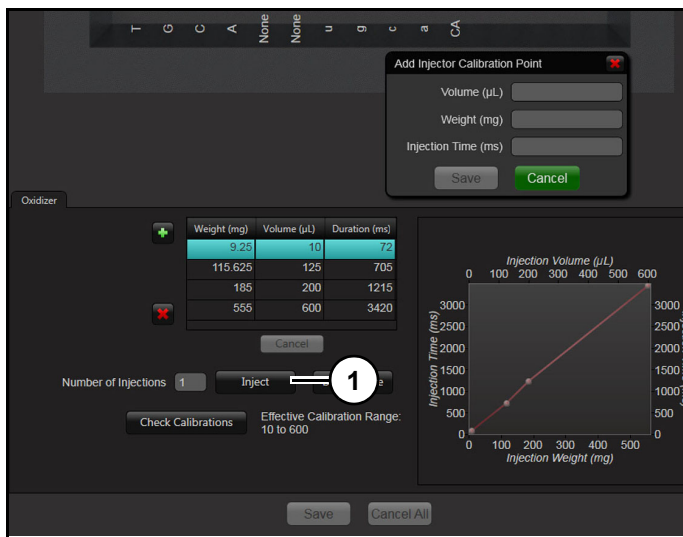 T G C A None None u g c a CA
Add Injector Calibration Point
Volume (µL)
Weight (mg)
Injection Time (ms)
Save Cancel
Oxidizer
Weight (mg) Volume (µL) Duration (ms)
9.25 10 72
115.625 125 705
185 200 1215
555 600 3420
Cancel
Number of Injections 1 Inject 1
Check Calibrations Effective Calibration Range:
10 to 600
Injection Volume (µL)
0 100 200 300 400 500 600
Injection Time (ms)
3000 3000
2500 2500
2000 2000
1500 1500
1000 1000
500 500
0 0
0 100 200 300 400 500
Injection Weight (mg)
Save Cancel All